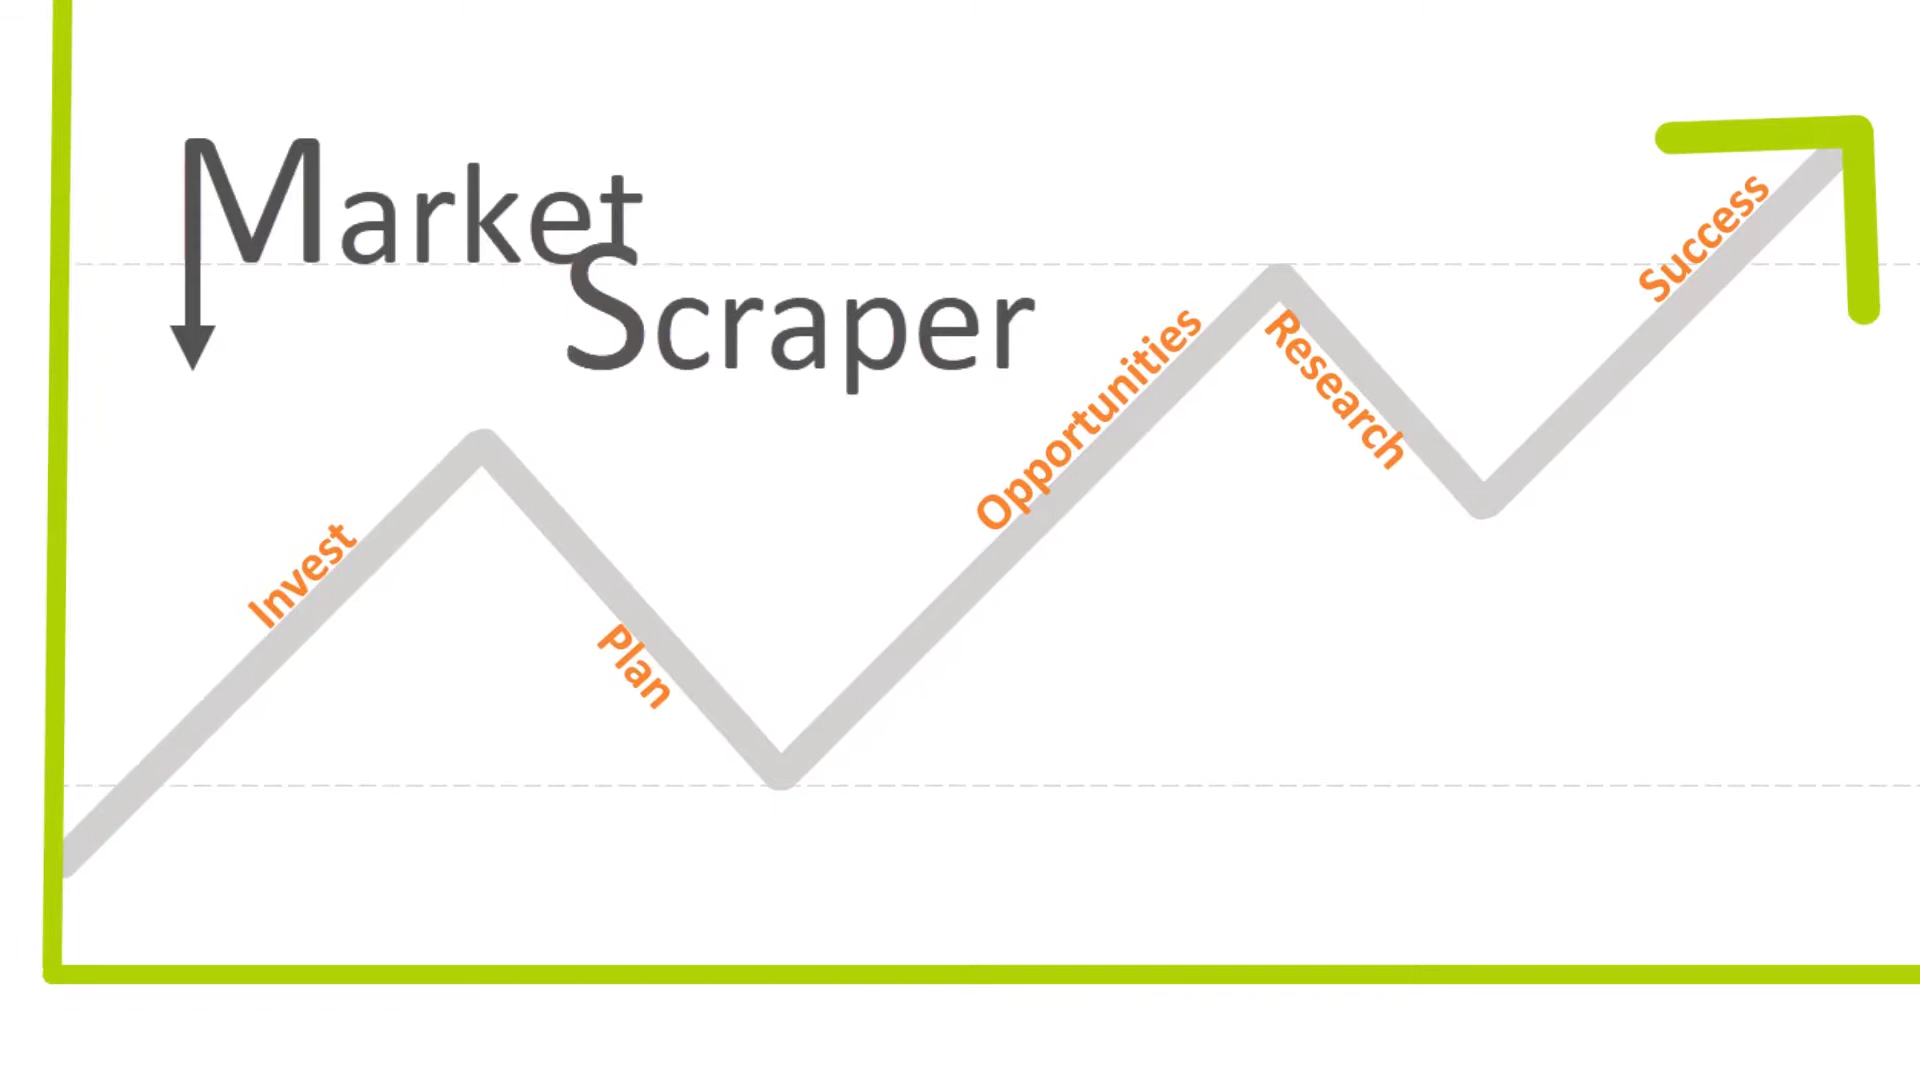 Market
Scraper
Invest
Plan
Opportunities
Research
Success